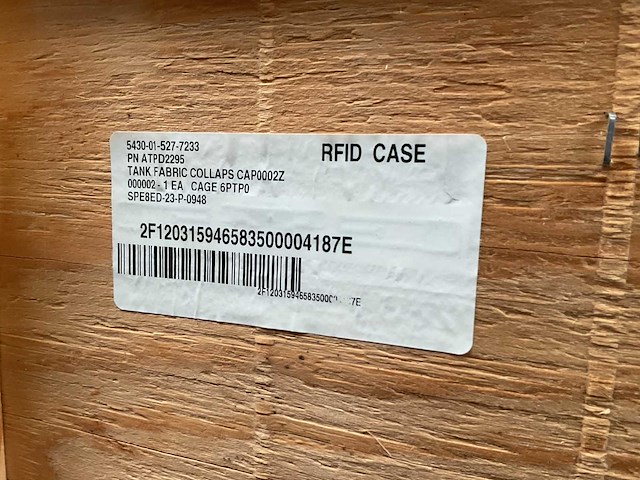 5430-01-527-7233
RFID CASE
PN ATPD2295
TANK FABRIC COLLAPS CAP0002Z
000002 - 1 EA CAGE 6PTP0
SPE8ED-23-P-0948
2F120315946583500004187E